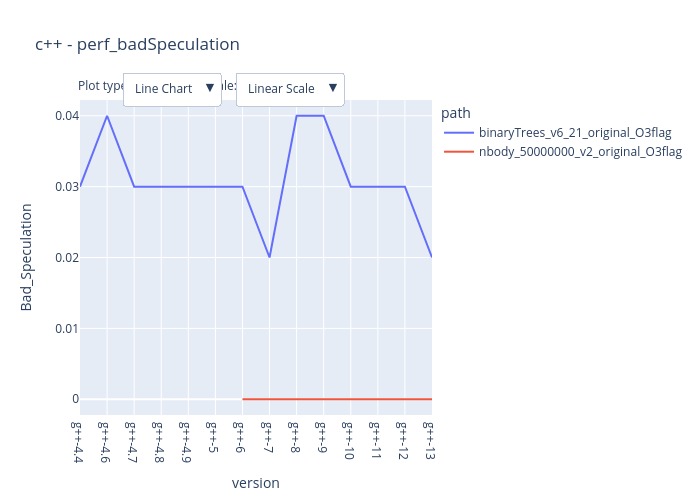 c++ - perf_badSpeculation
Plot type
Line Chart ▼
ale:
Linear Scale ▼
path
binaryTrees_v6_21_original_O3flag
nbody_50000000_v2_original_O3flag
Bad_Speculation
0.04
0.03
0.02
0.01
0
g++-4.4
g++-4.6
g++-4.7
g++-4.8
g++-4.9
g++-5
g++-6
g++-7
g++-8
g++-9
g++-10
g++-11
g++-12
g++-13
version